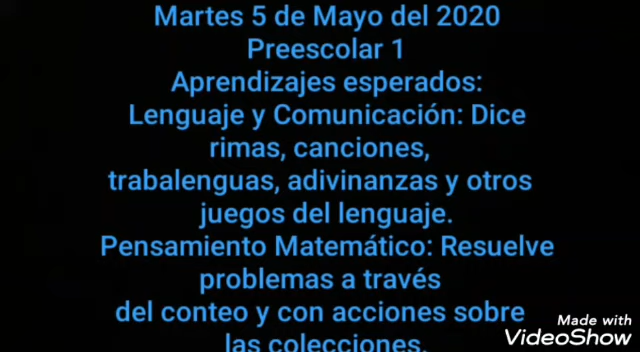 Martes 5 de Mayo del 2020
Preescolar 1
Aprendizajes esperados:
Lenguaje y Comunicación: Dice
rimas, canciones,
trabalenguas, adivinanzas y otros
juegos del lenguaje.
Pensamiento Matemático: Resuelve
problemas a través
del conteo y con acciones sobre
las colecciones.
Made with
VideoShow